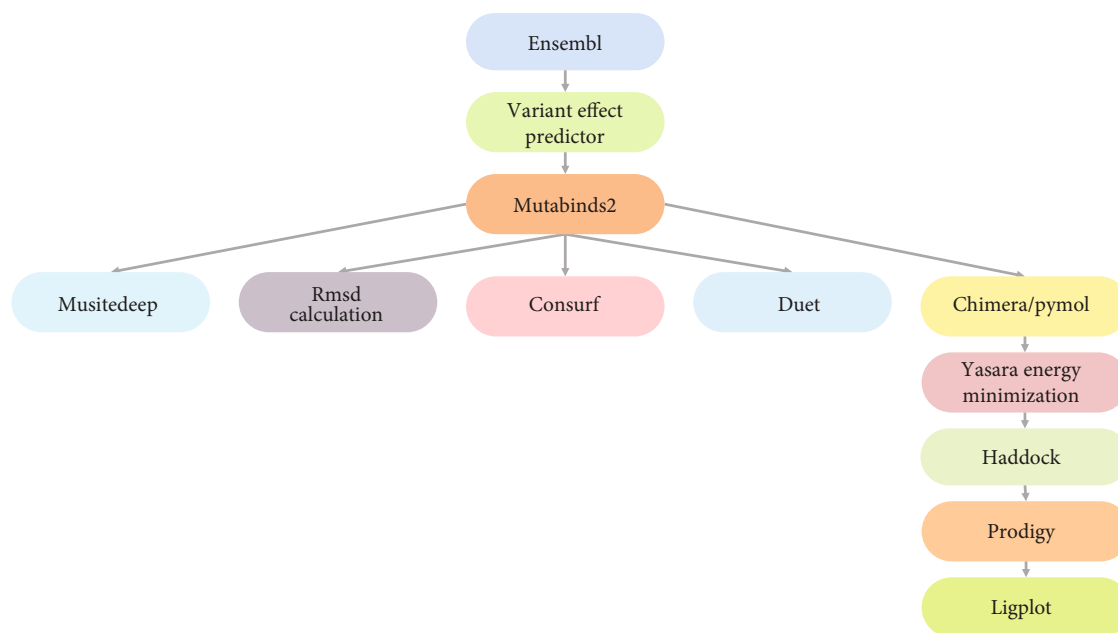 Ensembl
Variant effect
predictor
Mutabinds2
Musitedeep
Rmsd
calculation
Consurf
Duet
Chimera/pymol
Yasara energy
minimization
Haddock
Prodigy
Ligplot